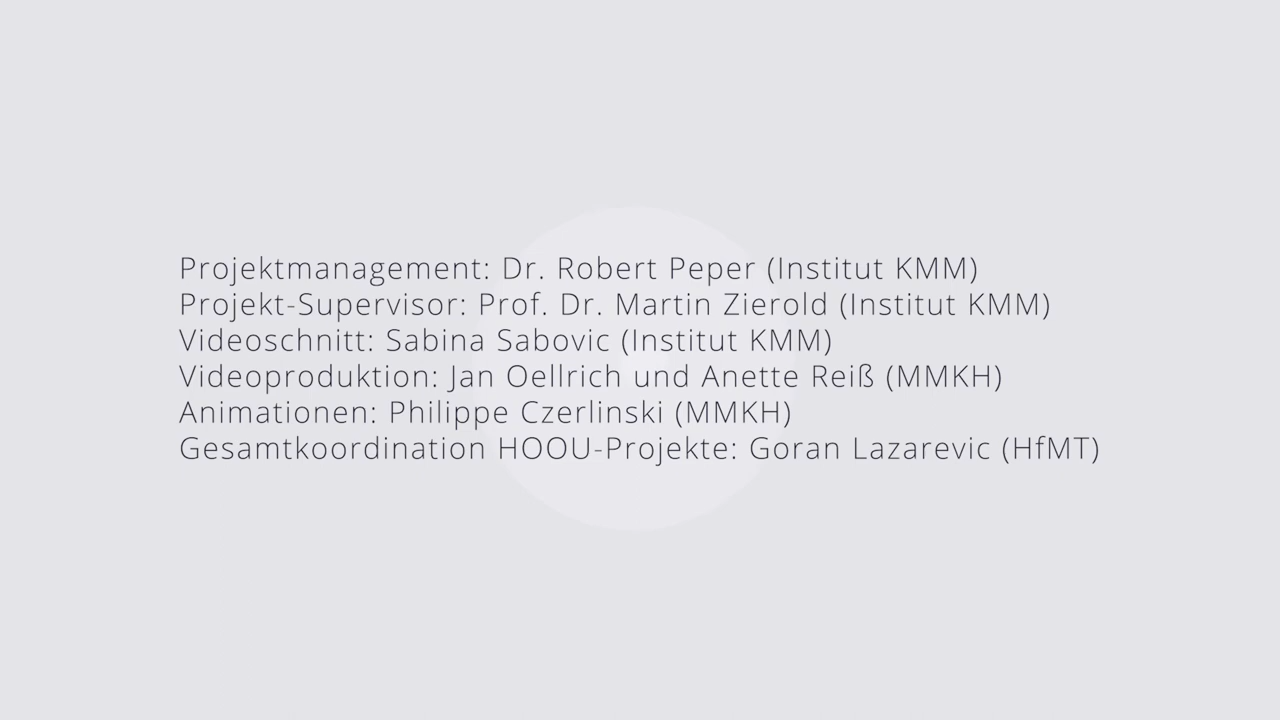 Projektmanagement: Dr. Robert Peper (Institut KMM)
Projekt-Supervisor: Prof. Dr. Martin Zierold (Institut KMM)
Videoschnitt: Sabina Sabovic (Institut KMM)
Videoproduktion: Jan Oellrich und Anette Reiß (MMKH)
Animationen: Philippe Czerlinski (MMKH)
Gesamtkoordination HOOU-Projekte: Goran Lazarevic (HfMT)